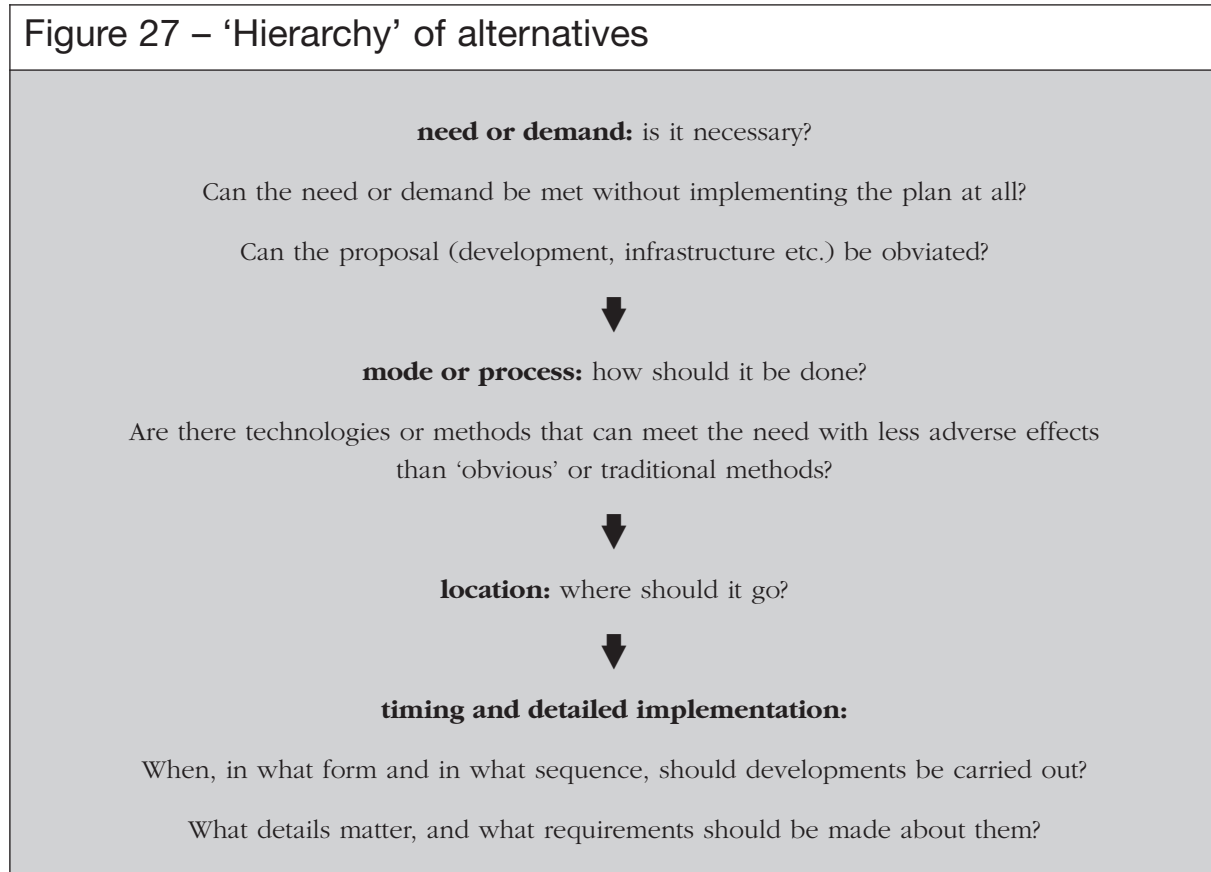 Figure 27 – ‘Hierarchy’ of alternatives
need or demand: is it necessary?
Can the need or demand be met without implementing the plan at all?
Can the proposal (development, infrastructure etc.) be obviated?
mode or process: how should it be done?
Are there technologies or methods that can meet the need with less adverse effects
than ‘obvious’ or traditional methods?
location: where should it go?
timing and detailed implementation:
When, in what form and in what sequence, should developments be carried out?
What details matter, and what requirements should be made about them?